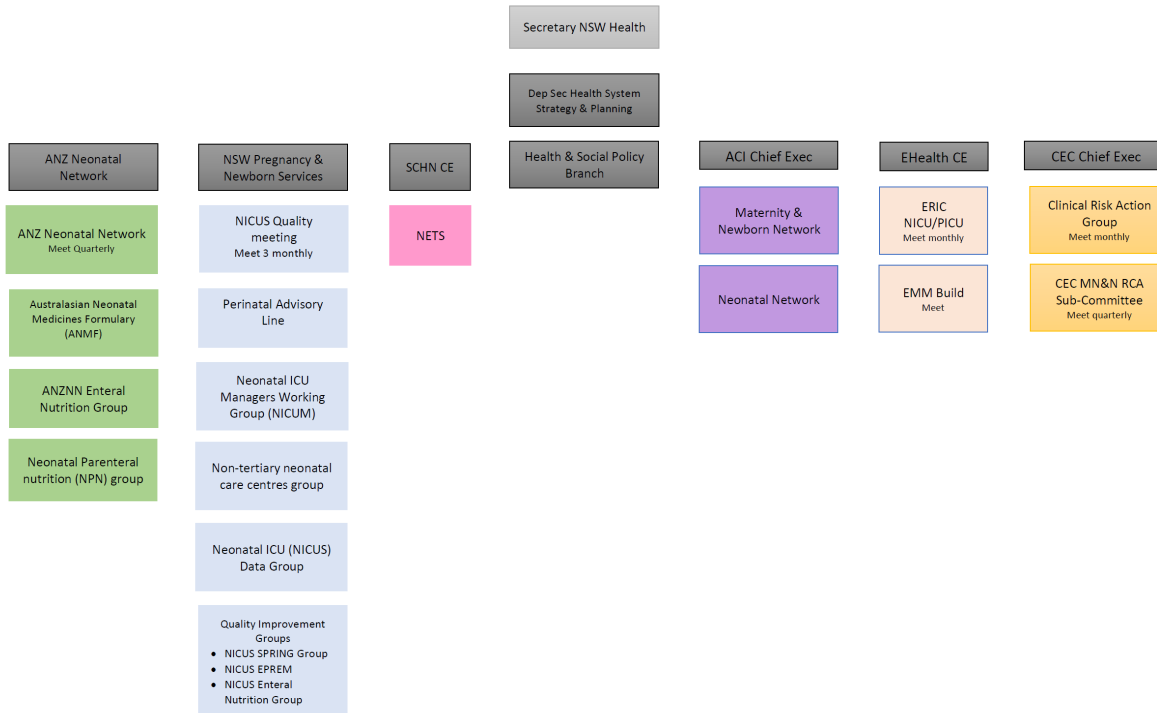 Secretary NSW Health
Dep Sec Health System
Strategy & Planning
Health & Social Policy
Branch
ANZ Neonatal
Network
ANZ Neonatal Network
Meet Quarterly
Australasian Neonatal
Medicines Formulary
(ANMF)
ANZNN Enteral
Nutrition Group
Neonatal Parenteral
nutrition (NPN) group
NSW Pregnancy &
Newborn Services
NICUS Quality
meeting
Meet 3 monthly
Perinatal Advisory
Line
Neonatal ICU
Managers Working
Group (NICUM)
Non-tertiary neonatal
care centres group
Neonatal ICU (NICUS)
Data Group
Quality Improvement
Groups
• NICUS SPRING Group
• NICUS EPREM
• NICUS Enteral
Nutrition Group
SCHN CE
NETS
ACI Chief Exec
Maternity &
Newborn Network
Neonatal Network
EHealth CE
ERIC
NICU/PICU
Meet monthly
EMM Build
Meet
CEC Chief Exec
Clinical Risk Action
Group
Meet monthly
CEC MN&N RCA
Sub-Committee
Meet quarterly